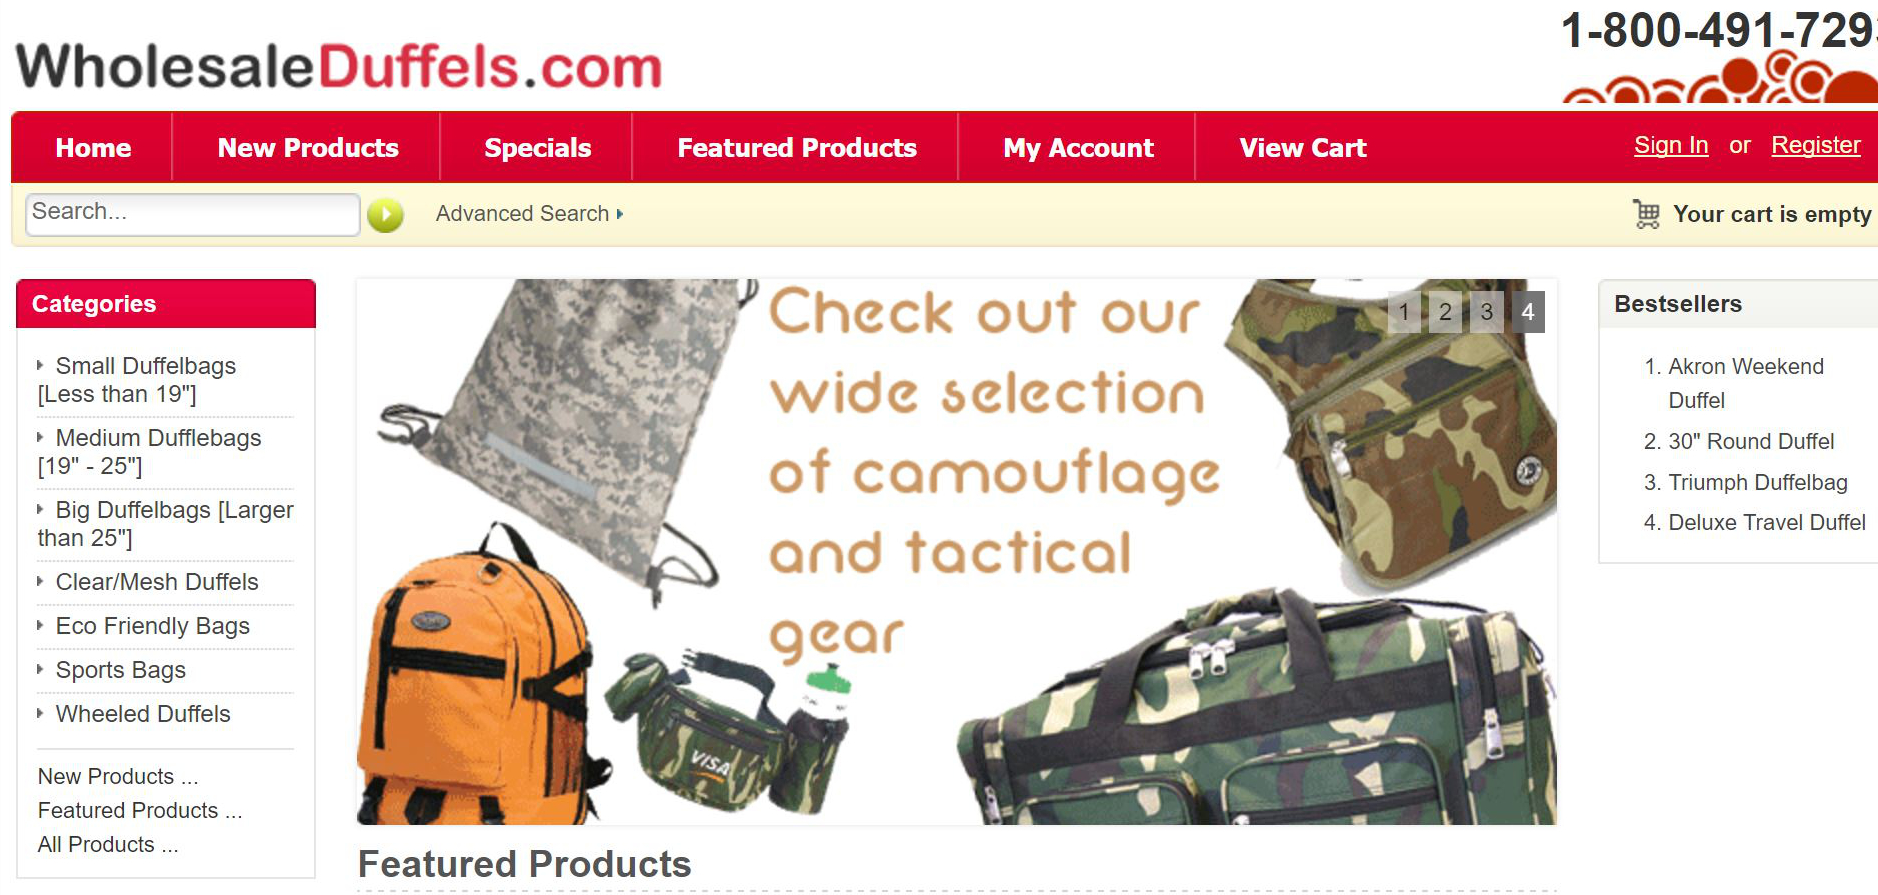 WholesaleDuffels.com
1-800-491-729
Home
New Products
Specials
Featured Products
My Account
View Cart
Sign In or Register
Search...
Advanced Search
Your cart is empty
Categories
Small Duffelbags
[Less than 19"]
Medium Dufflebags
[19" - 25"]
Big Duffelbags [Larger
than 25"]
Clear/Mesh Duffels
Eco Friendly Bags
Sports Bags
Wheeled Duffels
New Products ...
Featured Products ...
All Products ...
Check out our
wide selection
of camouflage
and tactical
gear
1 2 3 4
VISA
Bestsellers
1. Akron Weekend
Duffel
2. 30" Round Duffel
3. Triumph Duffelbag
4. Deluxe Travel Duffel
Featured Products